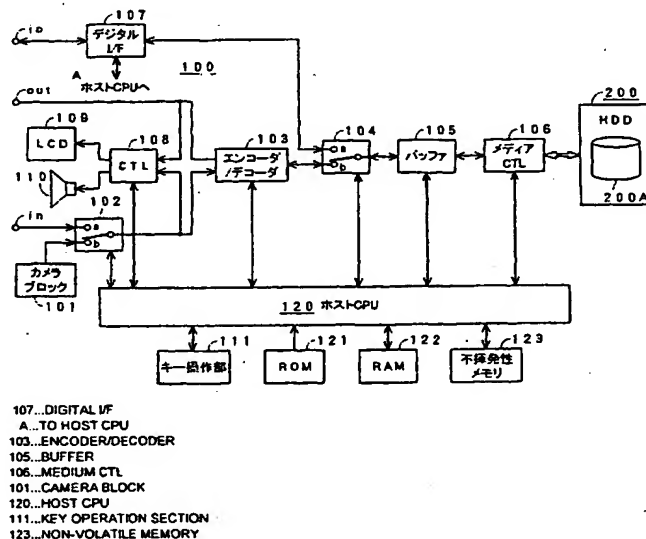 io
107
デジタル
I/F
100
A
ホストCPUへ
out
109
LCD
108
CTL
110
103
エンコーダ
/デコーダ
104
a
b
105
バッファ
106
メディア
CTL
200
HDD
200A
in
102
a
b
カメラ
ブロック
101
120 ホストCPU
111
キー操作部
121
ROM
122
RAM
123
不揮発性
メモリ
107...DIGITAL I/F
A...TO HOST CPU
103...ENCODER/DECODER
105...BUFFER
106...MEDIUM CTL
101...CAMERA BLOCK
120...HOST CPU
111...KEY OPERATION SECTION
123...NON-VOLATILE MEMORY